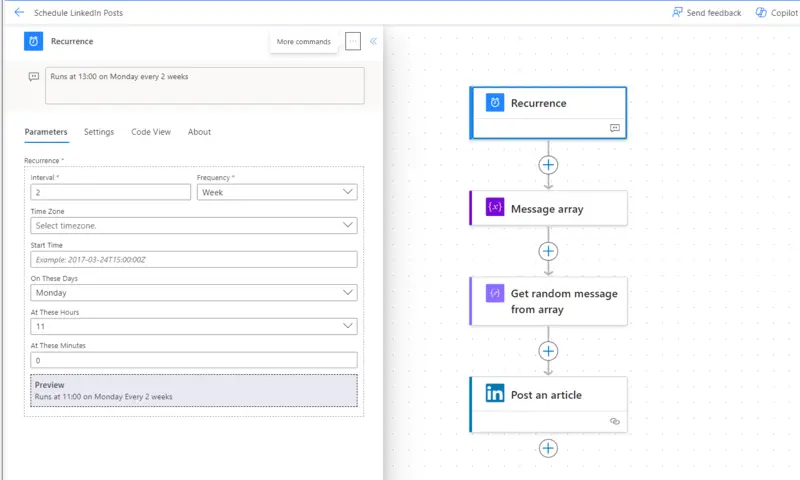 Schedule LinkedIn Posts
Send feedback
Copilot
Recurrence
More commands
Runs at 13:00 on Monday every 2 weeks
Parameters
Settings
Code View
About
Recurrence *
Interval *
Frequency *
2
Week
Time Zone
Select timezone.
Start Time
Example: 2017-03-24T15:00:00Z
On These Days
Monday
At These Hours
11
At These Minutes
0
Preview
Runs at 11:00 on Monday Every 2 weeks
Recurrence
{x}
Message array
Get random message
from array
in
Post an article